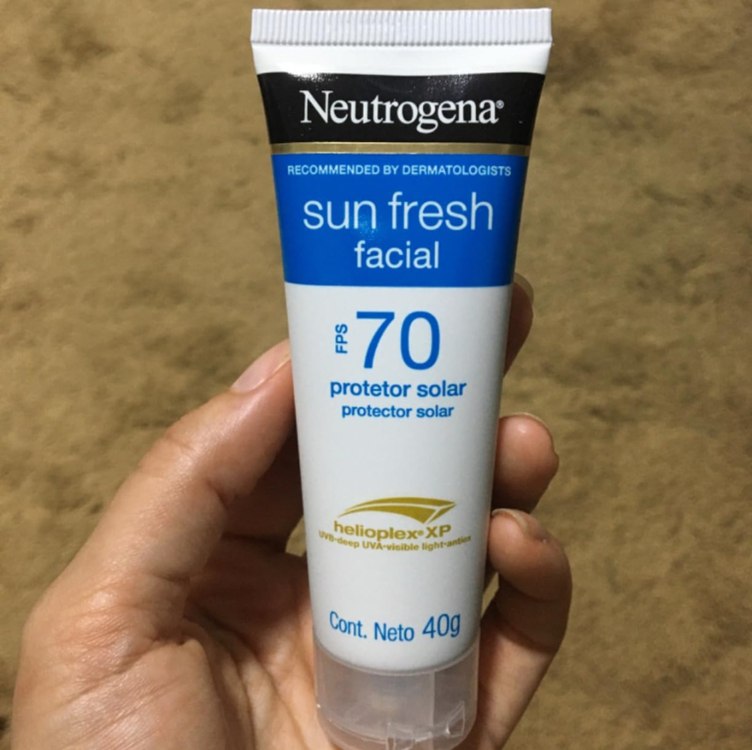 Neutrogena®
RECOMMENDED BY DERMATOLOGISTS
sun fresh
facial
FPS 70
protetor solar
protector solar
helioplex® XP
UVB-deep UVA-visible light-antiox
Cont. Neto 40g